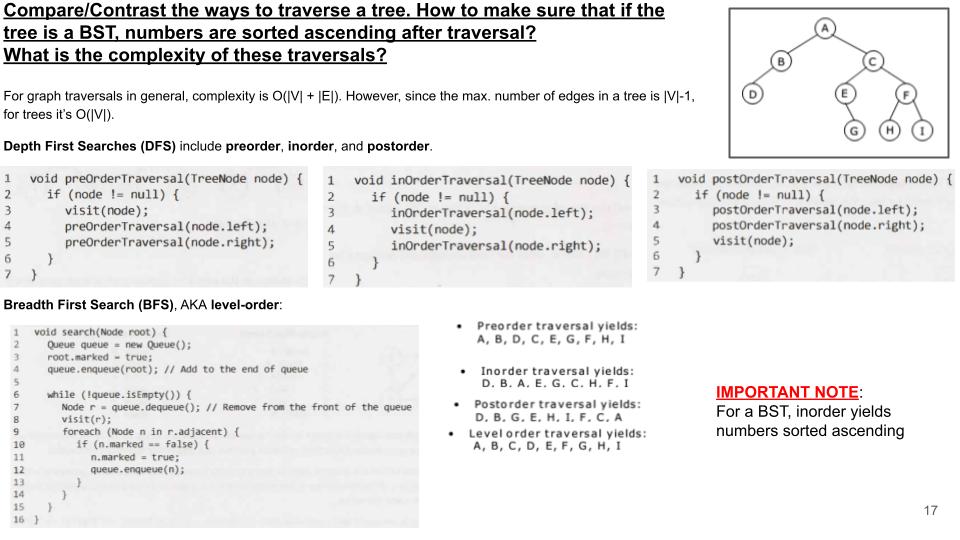 Compare/Contrast the ways to traverse a tree. How to make sure that if the
tree is a BST, numbers are sorted ascending after traversal?
What is the complexity of these traversals?
For graph traversals in general, complexity is O(|V| + |E|). However, since the max. number of edges in a tree is |V|-1,
for trees it's O(|V|).
Depth First Searches (DFS) include preorder, inorder, and postorder.
A
B
C
D
E
F
G
H
I
1 void preOrderTraversal(TreeNode node) {
2 if (node != null) {
3 visit(node);
4 preOrderTraversal(node.left);
5 preOrderTraversal(node.right);
6 }
7 }
1 void inOrderTraversal(TreeNode node) {
2 if (node != null) {
3 inOrderTraversal(node.left);
4 visit(node);
5 inOrderTraversal(node.right);
6 }
7 }
1 void postOrderTraversal(TreeNode node) {
2 if (node != null) {
3 postOrderTraversal(node.left);
4 postOrderTraversal(node.right);
5 visit(node);
6 }
7 }
Breadth First Search (BFS), AKA level-order:
1 void search(Node root) {
2 Queue queue = new Queue();
3 root.marked = true;
4 queue.enqueue(root); // Add to the end of queue
5
6 while (!queue.isEmpty()) {
7 Node r = queue.dequeue(); // Remove from the front of the queue
8 visit(r);
9 foreach (Node n in r.adjacent) {
10 if (n.marked == false) {
11 n.marked = true;
12 queue.enqueue(n);
13 }
14 }
15 }
16 }
• Preorder traversal yields:
A, B, D, C, E, G, F, H, I
• Inorder traversal yields:
D. B. A. E. G. C. H. F. I
• Postorder traversal yields:
D, B, G, E, H, I, F, C, A
• Level order traversal yields:
A, B, C, D, E, F, G, H, I
IMPORTANT NOTE:
For a BST, inorder yields
numbers sorted ascending
17